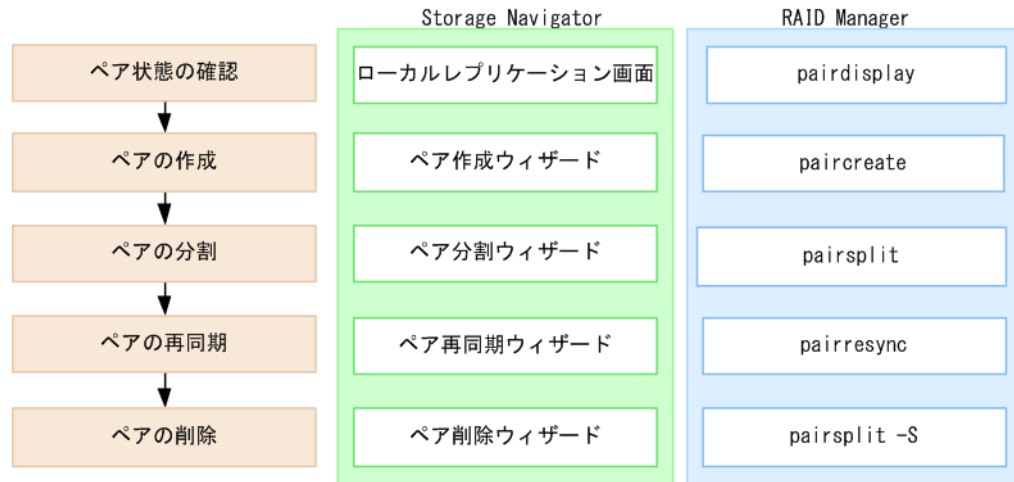 Storage Navigator
RAID Manager
ペア状態の確認
ローカルレプリケーション画面
pairdisplay
ペアの作成
ペア作成ウィザード
paircreate
ペアの分割
ペア分割ウィザード
pairsplit
ペアの再同期
ペア再同期ウィザード
pairresync
ペアの削除
ペア削除ウィザード
pairsplit -S